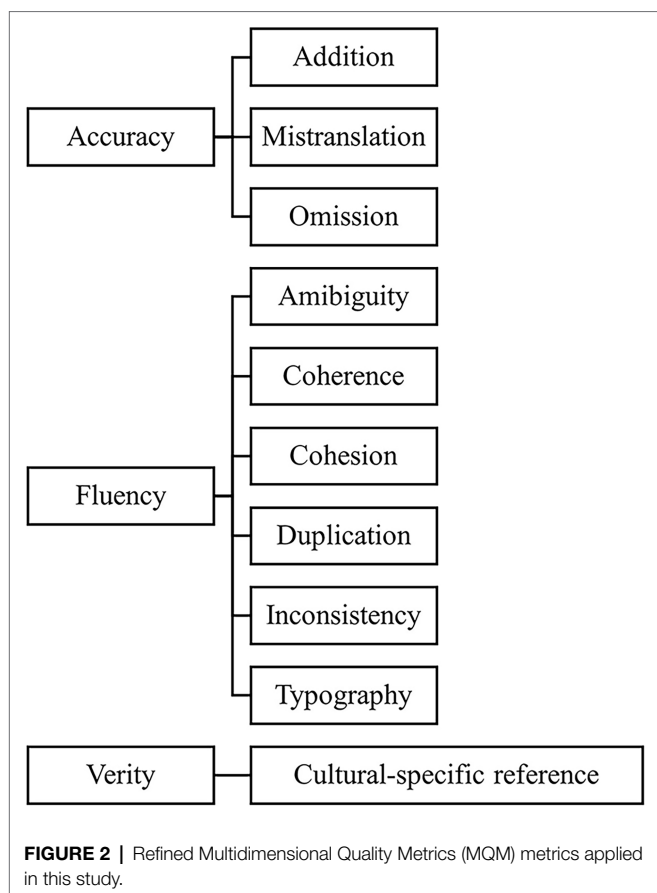 Addition
Accuracy
Mistranslation
Omission
Amibiguity
Coherence
Cohesion
Fluency
Duplication
Inconsistency
Typography
Verity
Cultural-specific reference
FIGURE 2 | Refined Multidimensional Quality Metrics (MQM) metrics applied
in this study.